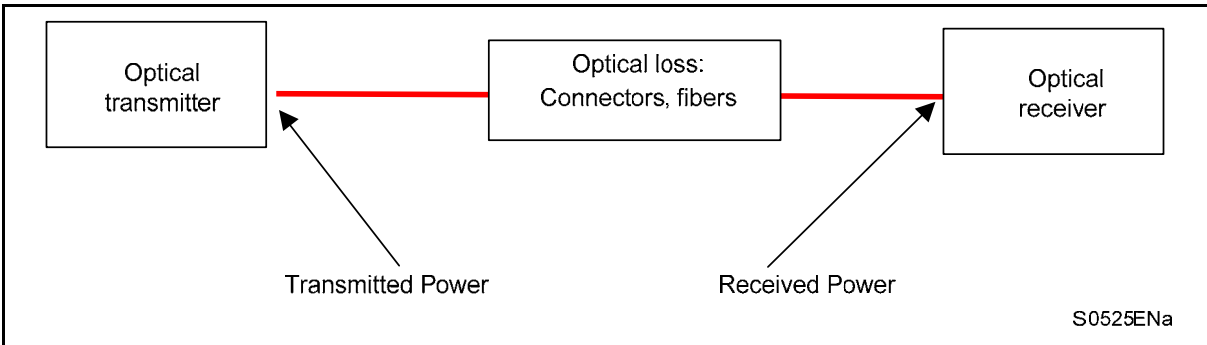 Optical
transmitter
Optical loss:
Connectors, fibers
Optical
receiver
Transmitted Power
Received Power
S0525ENa